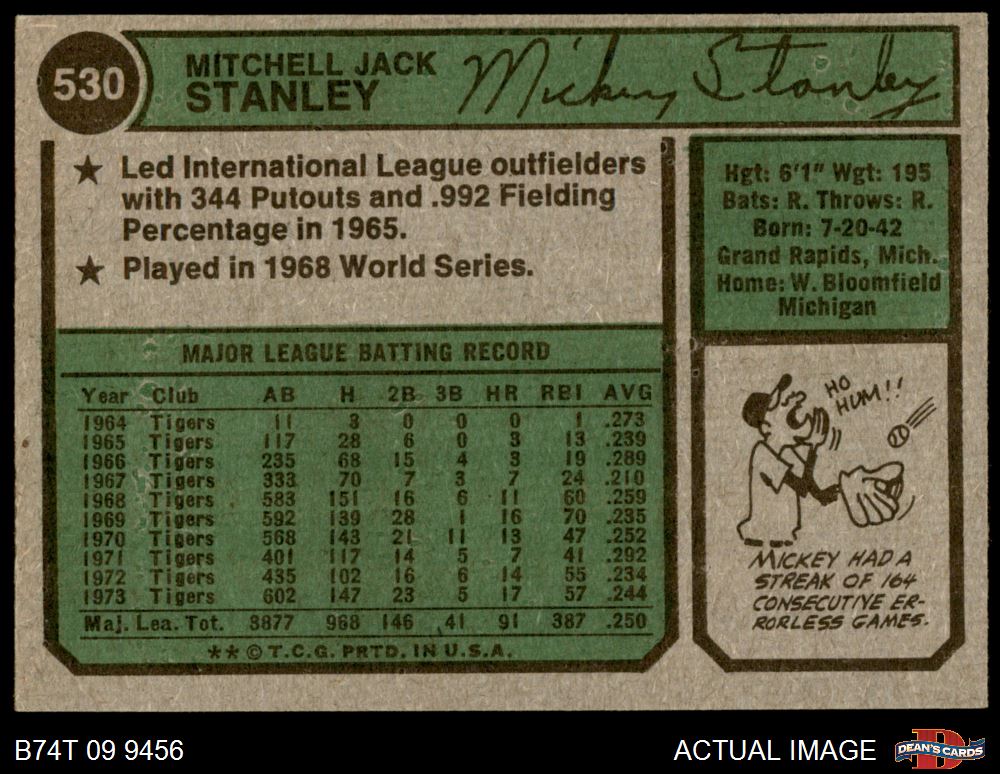 530
MITCHELL JACK
STANLEY
Mickey Stanley
★ Led International League outfielders
with 344 Putouts and .992 Fielding
Percentage in 1965.
★ Played in 1968 World Series.
Hgt: 6'1" Wgt: 195
Bats: R. Throws: R.
Born: 7-20-42
Grand Rapids, Mich.
Home: W. Bloomfield
Michigan
MAJOR LEAGUE BATTING RECORD
Year Club AB H 2B 3B HR RBI AVG
1964 Tigers 11 3 0 0 0 1 .273
1965 Tigers 117 28 6 0 3 13 .239
1966 Tigers 235 68 15 4 3 19 .289
1967 Tigers 333 70 7 3 7 24 .210
1968 Tigers 583 151 16 6 11 60 .259
1969 Tigers 592 139 28 1 16 70 .235
1970 Tigers 568 143 21 11 13 47 .252
1971 Tigers 401 117 14 5 7 41 .292
1972 Tigers 435 102 16 6 14 55 .234
1973 Tigers 602 147 23 5 17 57 .244
Maj. Lea. Tot. 3877 968 146 41 91 387 .250
** © T.C.G. PRTD. IN U.S.A.
HO
HUM!!
MICKEY HAD A
STREAK OF 164
CONSECUTIVE ER-
RORLESS GAMES.
B74T 09 9456
ACTUAL IMAGE
D
DEAN'S CARDS